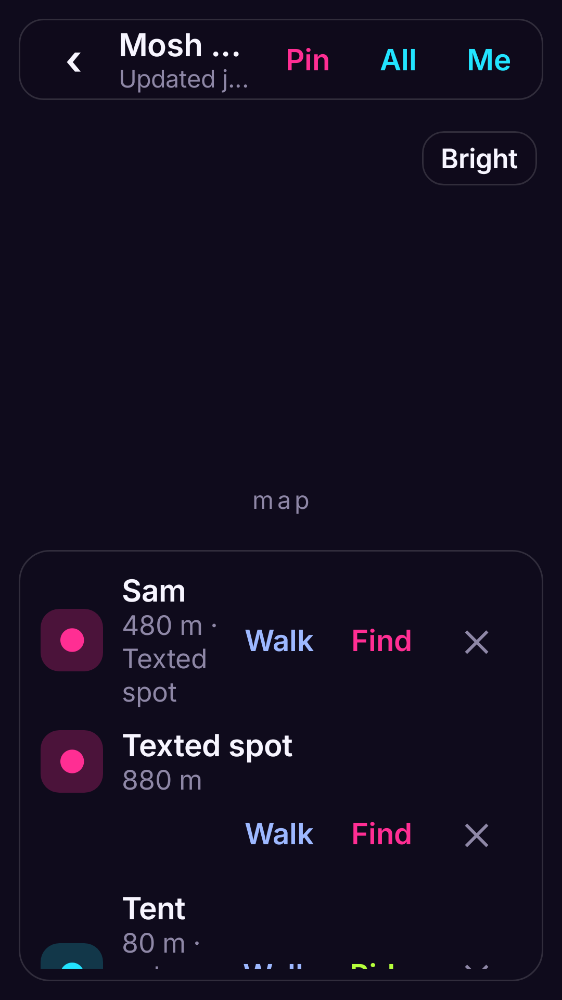 ‹ Mosh ... Pin All Me
Updated j...
Bright
map
Sam
480 m ·
Texted
spot
Walk Find ×
Texted spot
880 m
Walk Find ×
Tent
80 m ·